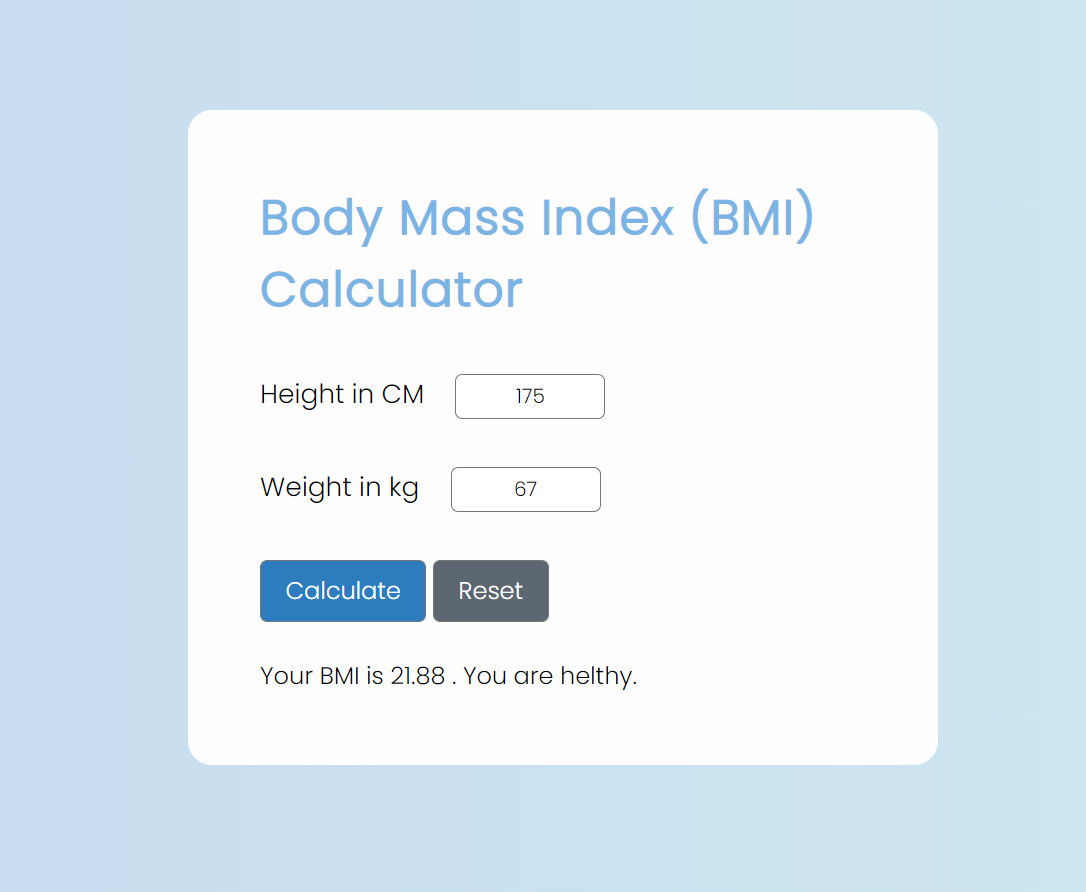 Body Mass Index (BMI)
Calculator
Height in CM 175
Weight in kg 67
Calculate Reset
Your BMI is 21.88 . You are helthy.